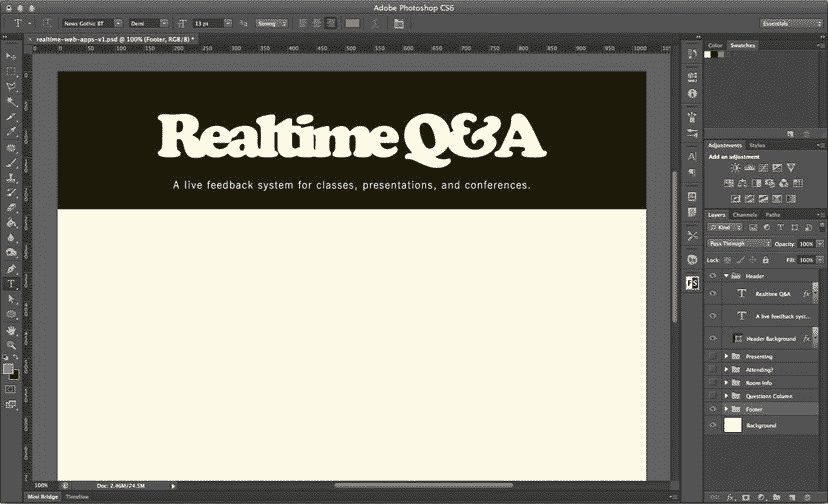 Adobe Photoshop CS6
T News Gothic BT Demi 13 pt Strong Essentials
× realtime-web-apps-v1.psd @ 100% (Footer, RGB/8) *
Realtime Q&A
A live feedback system for classes, presentations, and conferences.
Color Swatches
Adjustments Styles
Add an adjustment
Layers Channels Paths
Kind
Pass Through Opacity: 100%
Lock: Fill: 100%
Header
T Realtime Q&A fx
T A live feedback syst...
Header Background fx
Presenting
Attending?
Room Info
Questions Column
Footer
Background
100% Doc: 2.46M/24.5M
Mini Bridge Timeline